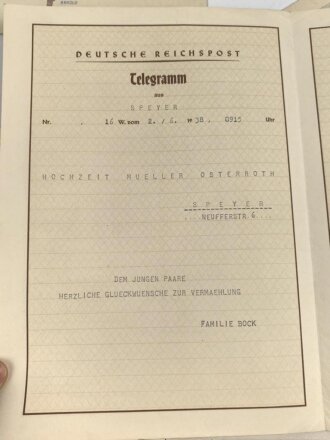 DEUTSCHE REICHSPOST
Telegramm
aus
SPEYER
Nr. , 16 W. vom 2. /6. 19 38, 0915 Uhr
HOCHZEIT MUELLER OSTERROTH
SPEYER
NEUFFERSTR. 6
DEM JUNGEN PAARE
HERZLICHE GLUECKWUENSCHE ZUR VERMAEHLUNG
FAMILIE BOCK